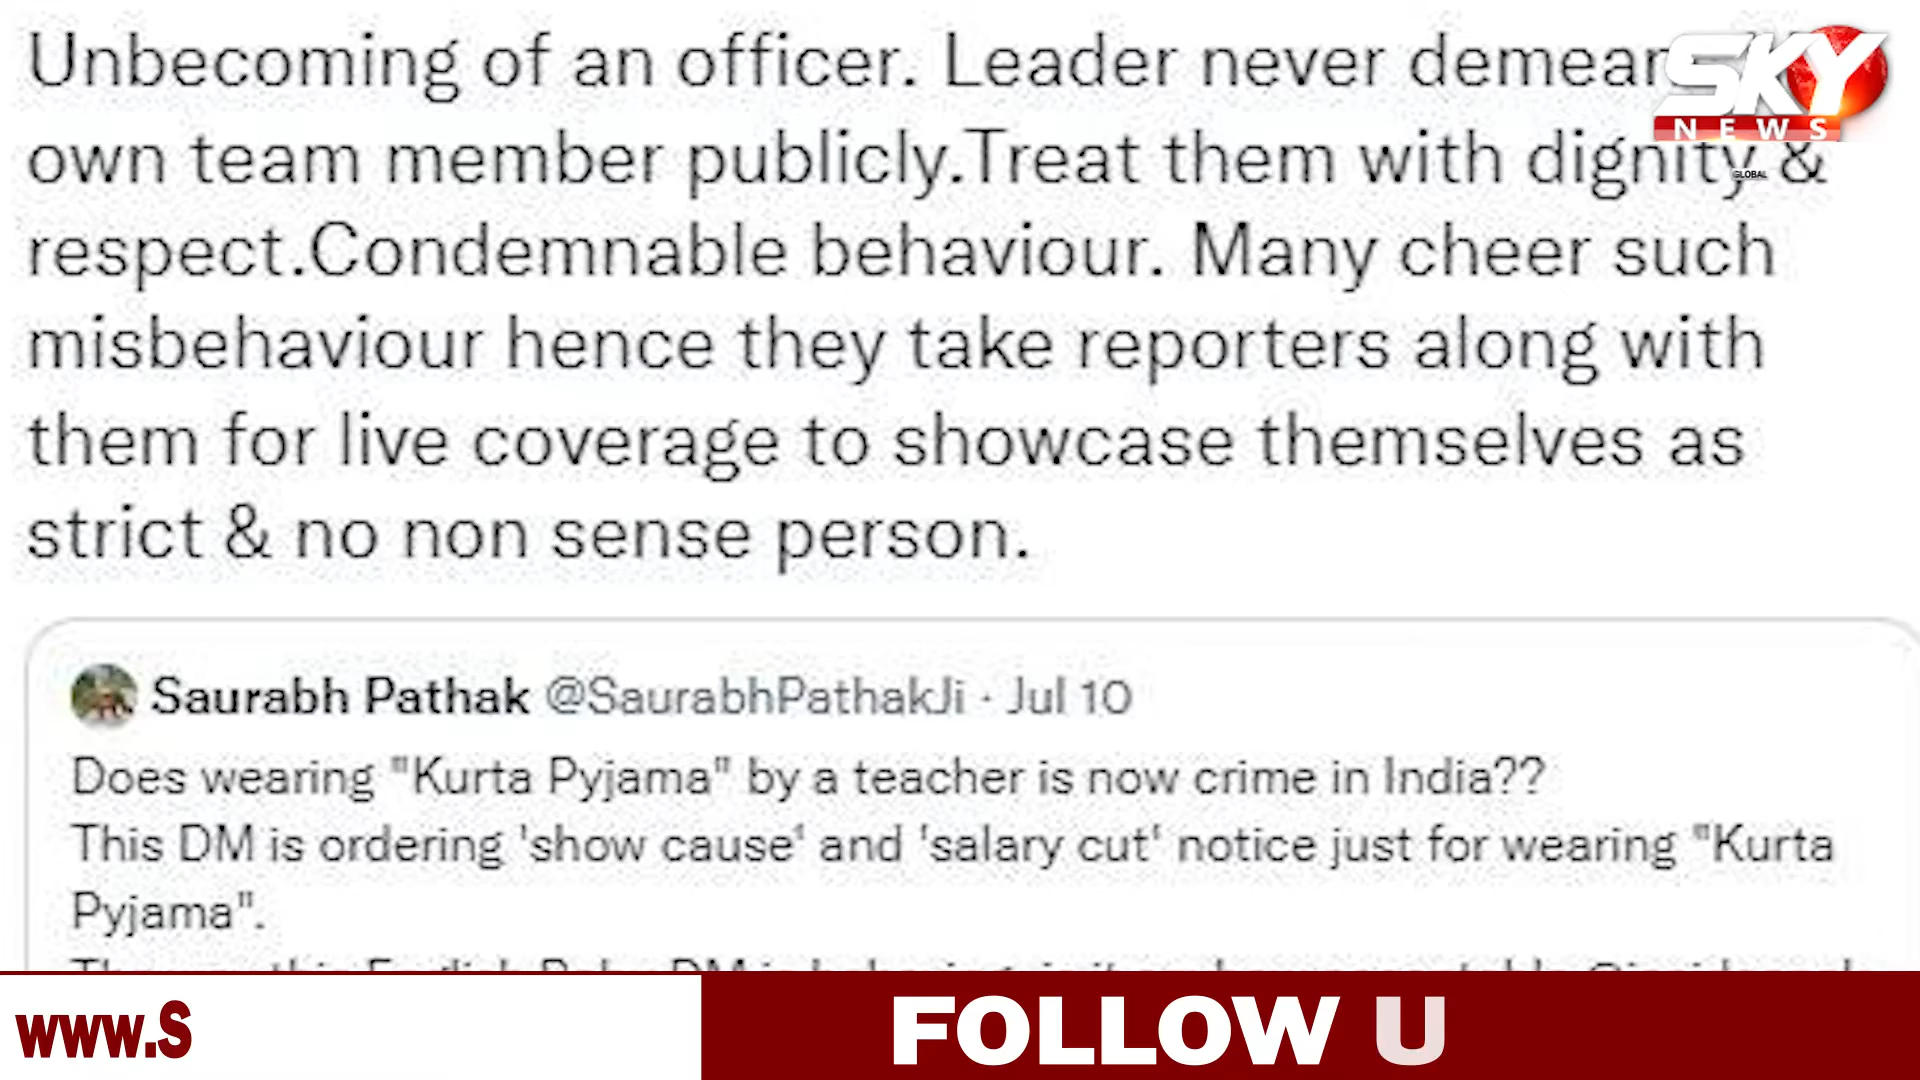 Unbecoming of an officer. Leader never demean
own team member publicly.Treat them with dignity &
respect.Condemnable behaviour. Many cheer such
misbehaviour hence they take reporters along with
them for live coverage to showcase themselves as
strict & no non sense person.
SKY
NEWS
GLOBAL
Saurabh Pathak @SaurabhPathakJi · Jul 10
Does wearing "Kurta Pyjama" by a teacher is now crime in India??
This DM is ordering 'show cause' and 'salary cut' notice just for wearing "Kurta
Pyjama".
www.S
FOLLOW U